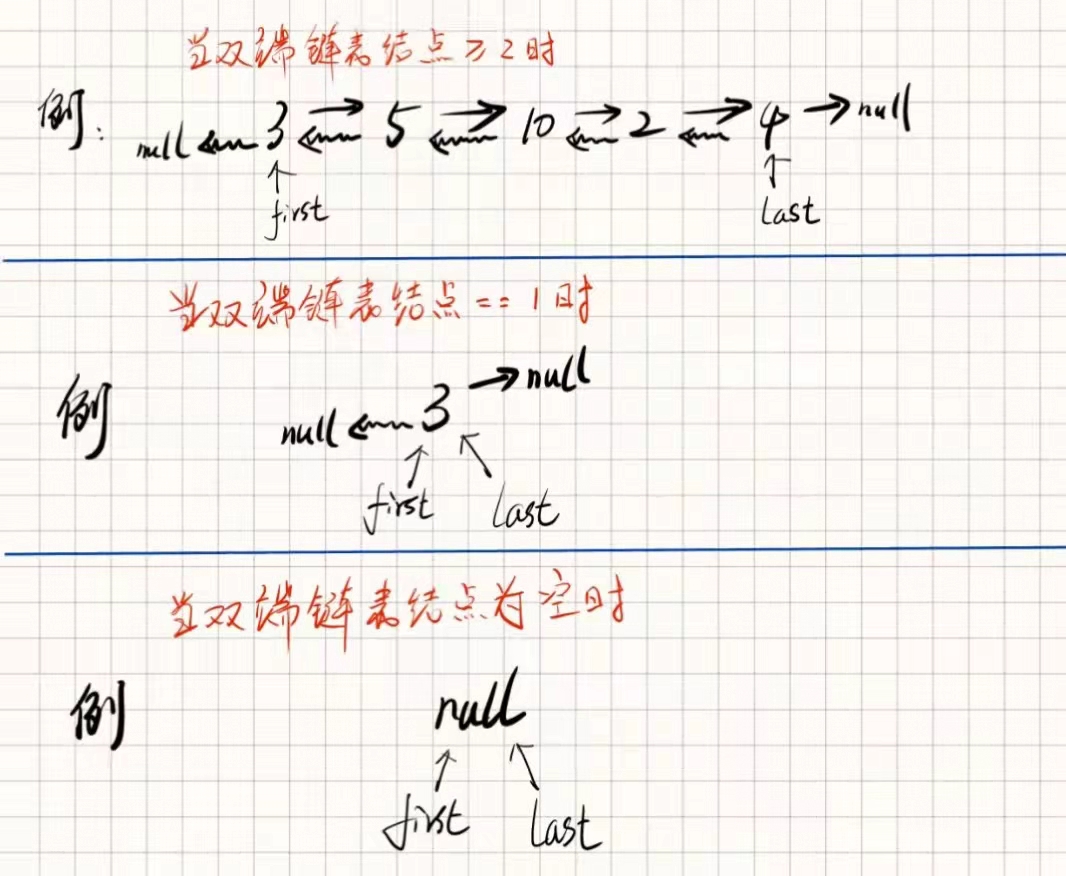 当双端链表结点≥2时
例: null 3 5 10 2 4 null
first last
当双端链表结点==1时
例 null 3 null
first last
当双端链表结点为空时
例 null
first last